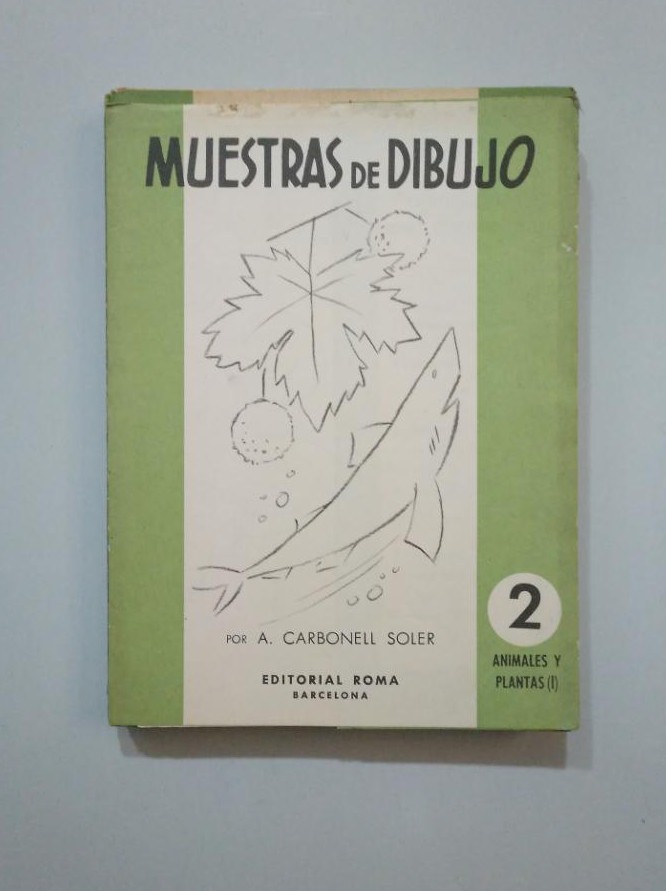 MUESTRAS DE DIBUJO
POR A. CARBONELL SOLER
EDITORIAL ROMA
BARCELONA
2
ANIMALES Y
PLANTAS (I)